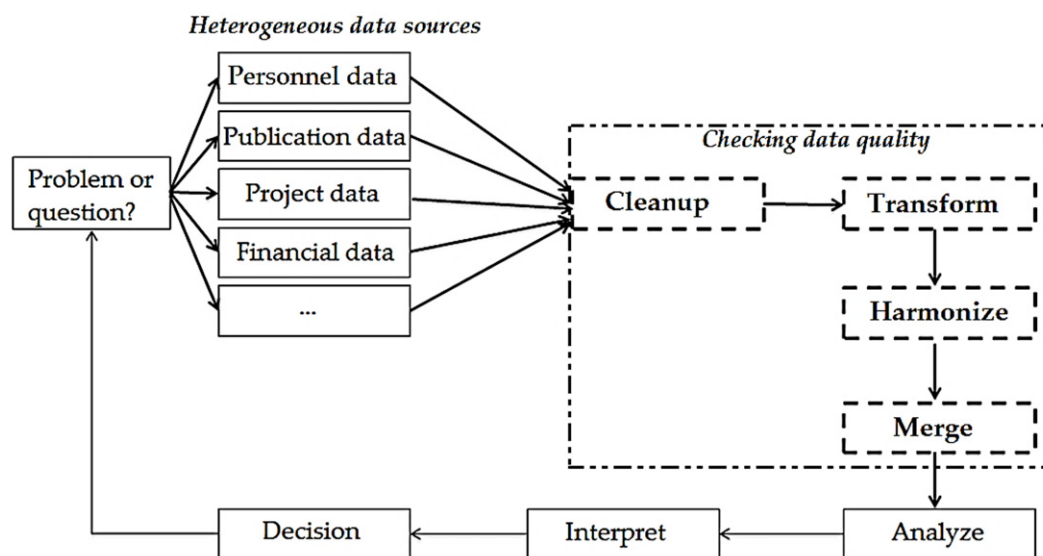 Heterogeneous data sources
Personnel data
Publication data
Project data
Financial data
...
Problem or
question?
Checking data quality
Cleanup
Transform
Harmonize
Merge
Analyze
Interpret
Decision